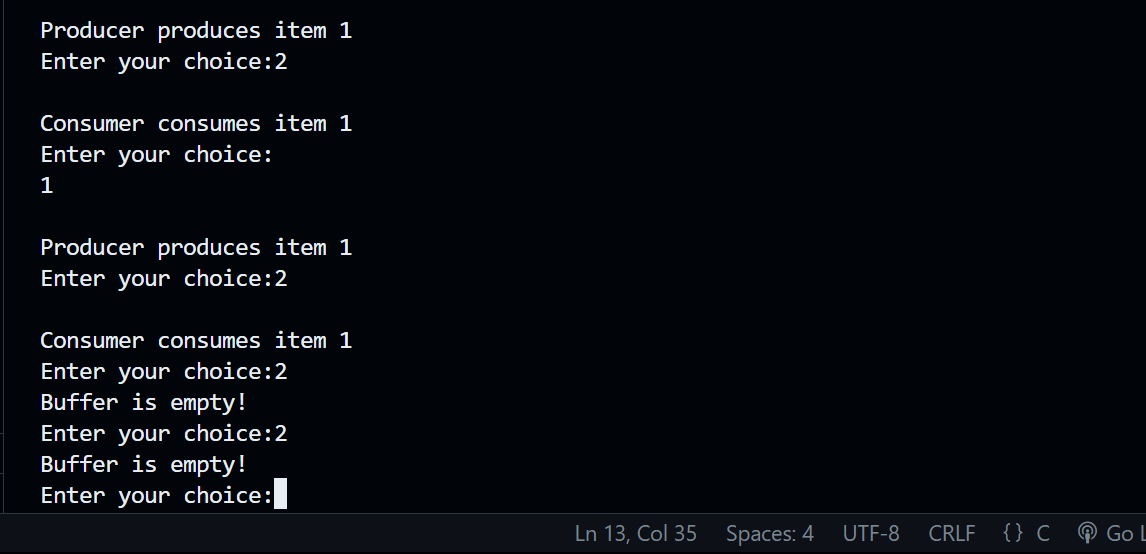 Producer produces item 1
Enter your choice:2
Consumer consumes item 1
Enter your choice:
1
Producer produces item 1
Enter your choice:2
Consumer consumes item 1
Enter your choice:2
Buffer is empty!
Enter your choice:2
Buffer is empty!
Enter your choice:
Ln 13, Col 35 Spaces: 4 UTF-8 CRLF {} C Go